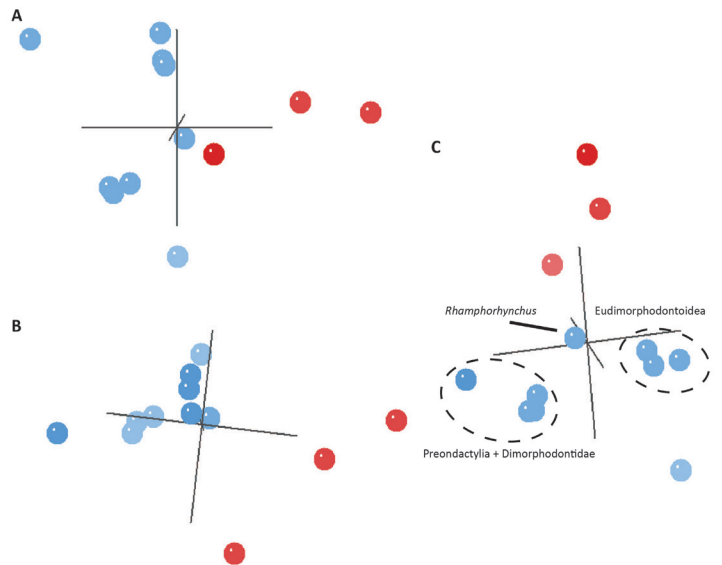 A
B
C
Rhamphorhynchus
Eudimorphodontoidea
Preondactylia + Dimorphodontidae